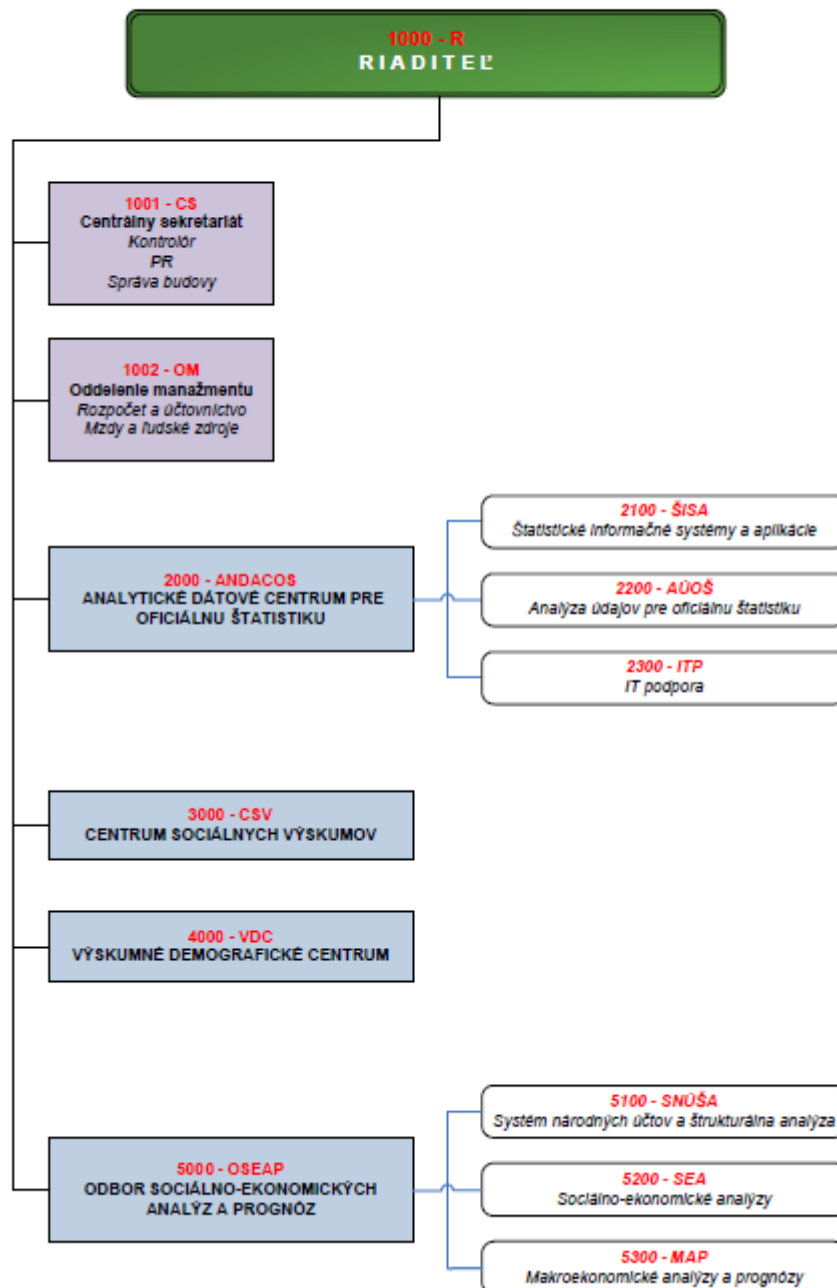 1000 - R
RIADITEĽ
1001 - CS
Centrálny sekretariát
Kontrolór
PR
Správa budovy
1002 - OM
Oddelenie manažmentu
Rozpočet a účtovníctvo
Mzdy a ľudské zdroje
2000 - ANDACOS
ANALYTICKÉ DÁTOVÉ CENTRUM PRE
OFICIÁLNU ŠTATISTIKU
2100 - ŠISA
Štatistické informačné systémy a aplikácie
2200 - AÚOŠ
Analýza údajov pre oficiálnu štatistiku
2300 - ITP
IT podpora
3000 - CSV
CENTRUM SOCIÁLNYCH VÝSKUMOV
4000 - VDC
VÝSKUMNÉ DEMOGRAFICKÉ CENTRUM
5000 - OSEAP
ODBOR SOCIÁLNO-EKONOMICKÝCH
ANALÝZ A PROGNÓZ
5100 - SNÚŠA
Systém národných účtov a štrukturálna analýza
5200 - SEA
Sociálno-ekonomické analýzy
5300 - MAP
Makroekonomické analýzy a prognózy